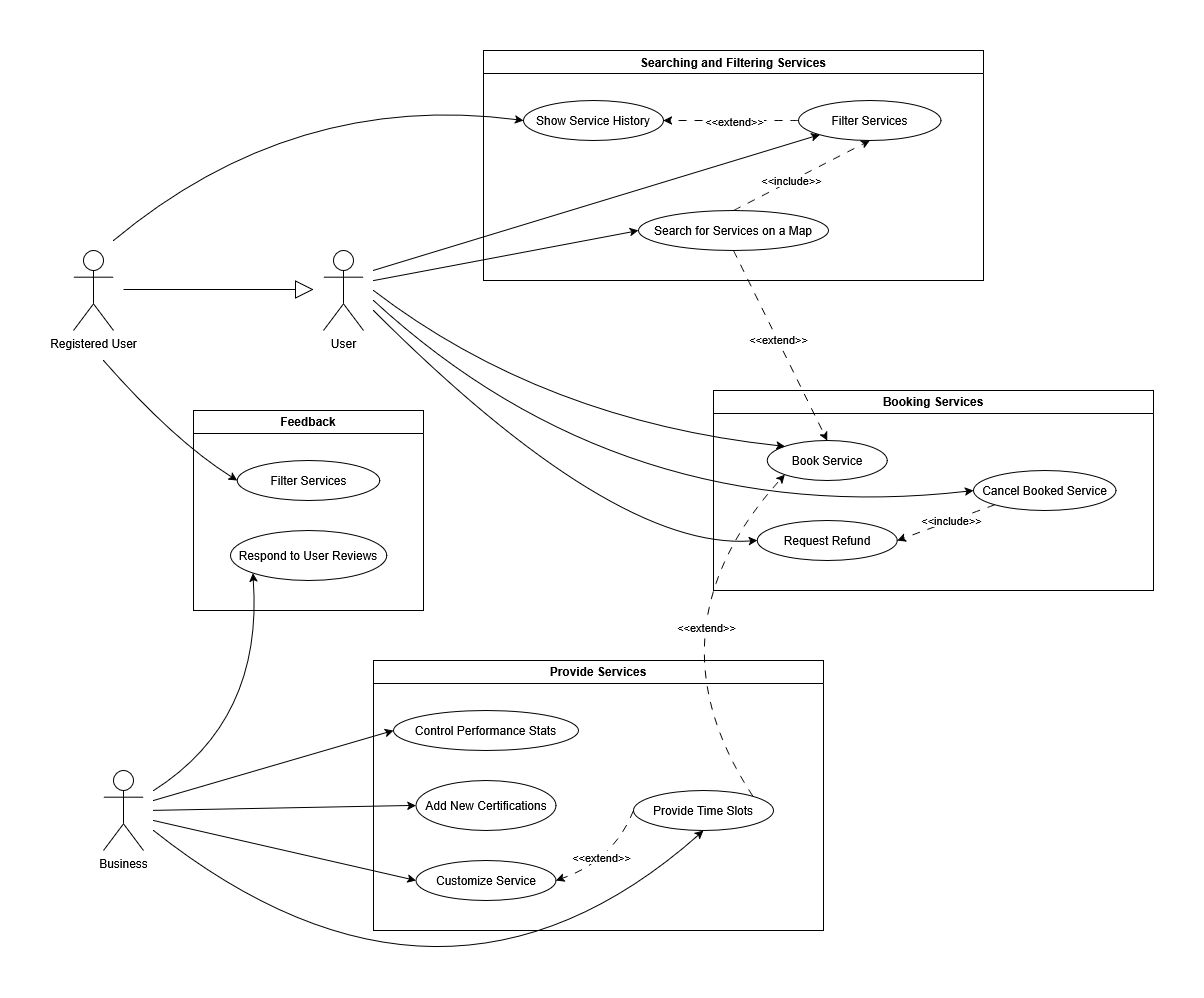 Searching and Filtering Services
Show Service History
<<extend>>
Filter Services
<<include>>
Search for Services on a Map
Registered User
User
<<extend>>
Booking Services
Book Service
Cancel Booked Service
<<include>>
Request Refund
Feedback
Filter Services
Respond to User Reviews
<<extend>>
Provide Services
Control Performance Stats
Add New Certifications
Provide Time Slots
<<extend>>
Customize Service
Business